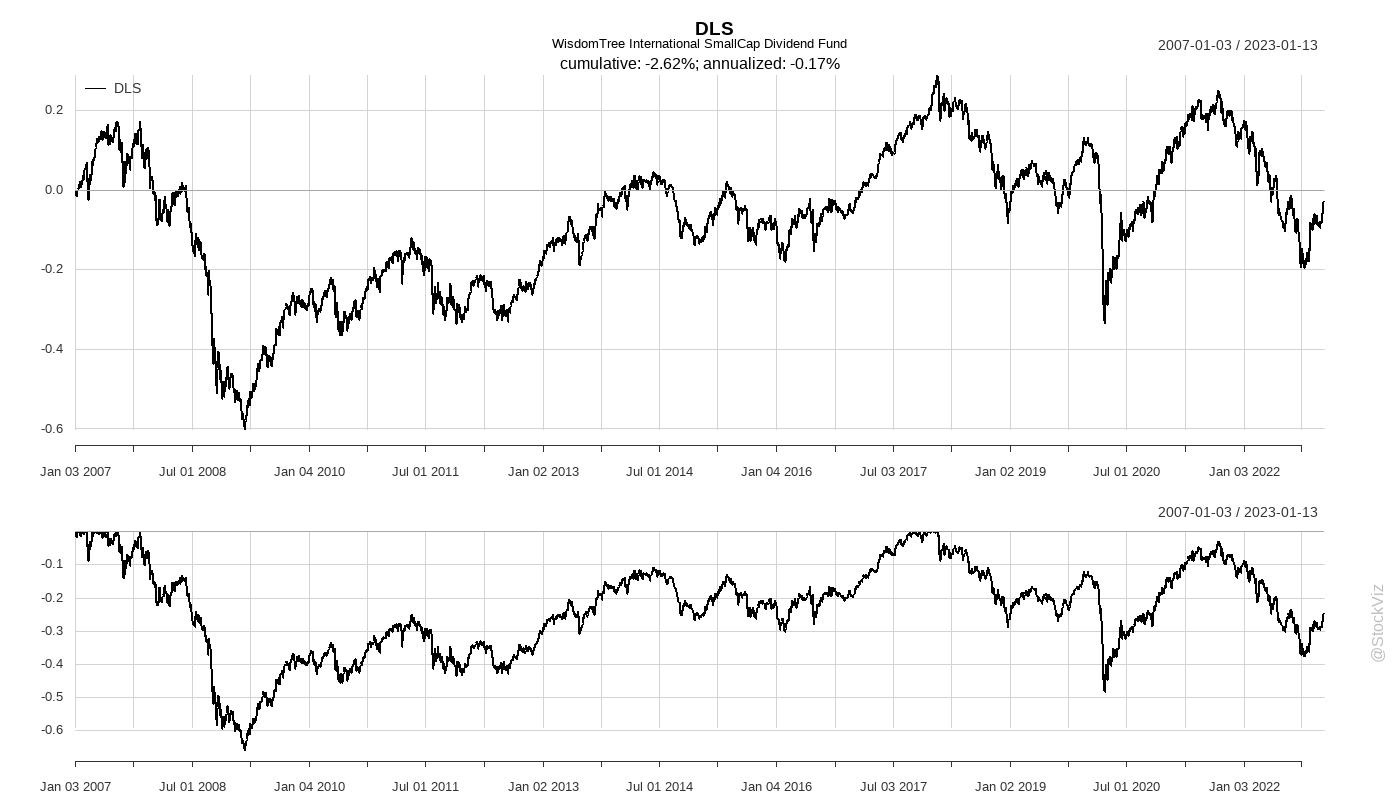 DLS
WisdomTree International SmallCap Dividend Fund
cumulative: -2.62%; annualized: -0.17%
2007-01-03 / 2023-01-13
DLS
0.2
0.0
-0.2
-0.4
-0.6
Jan 03 2007 Jul 01 2008 Jan 04 2010 Jul 01 2011 Jan 02 2013 Jul 01 2014 Jan 04 2016 Jul 03 2017 Jan 02 2019 Jul 01 2020 Jan 03 2022
2007-01-03 / 2023-01-13
-0.1
-0.2
-0.3
-0.4
-0.5
-0.6
Jan 03 2007 Jul 01 2008 Jan 04 2010 Jul 01 2011 Jan 02 2013 Jul 01 2014 Jan 04 2016 Jul 03 2017 Jan 02 2019 Jul 01 2020 Jan 03 2022
@StockViz